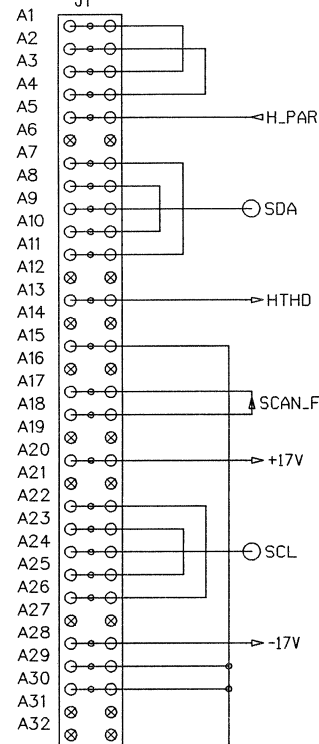 J1
A1
A2
A3
A4
A5
H_PAR
A6
A7
A8
A9
SDA
A10
A11
A12
A13
HTHD
A14
A15
A16
A17
A18
SCAN_F
A19
A20
+17V
A21
A22
A23
A24
SCL
A25
A26
A27
A28
-17V
A29
A30
A31
A32